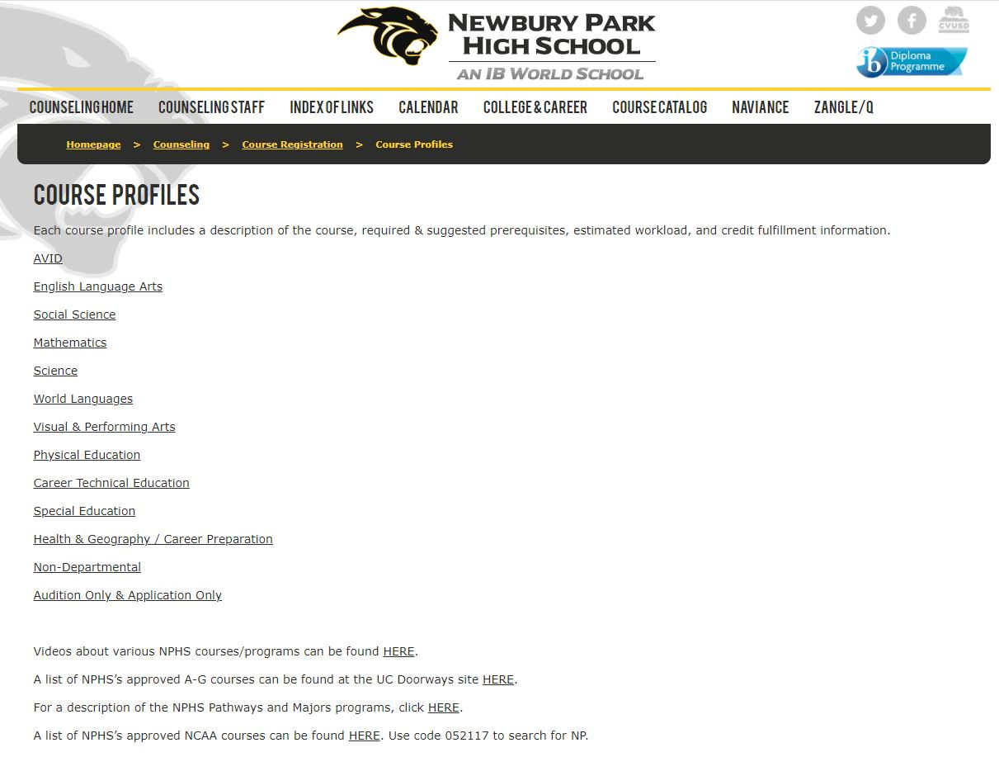 NEWBURY PARK
HIGH SCHOOL
AN IB WORLD SCHOOL
CVUSD
ib Diploma
Programme
COUNSELING HOME COUNSELING STAFF INDEX OF LINKS CALENDAR COLLEGE & CAREER COURSE CATALOG NAVIANCE ZANGLE/Q
Homepage > Counseling > Course Registration > Course Profiles
COURSE PROFILES
Each course profile includes a description of the course, required & suggested prerequisites, estimated workload, and credit fulfillment information.
AVID
English Language Arts
Social Science
Mathematics
Science
World Languages
Visual & Performing Arts
Physical Education
Career Technical Education
Special Education
Health & Geography / Career Preparation
Non-Departmental
Audition Only & Application Only
Videos about various NPHS courses/programs can be found HERE.
A list of NPHS’s approved A-G courses can be found at the UC Doorways site HERE.
For a description of the NPHS Pathways and Majors programs, click HERE.
A list of NPHS’s approved NCAA courses can be found HERE. Use code 052117 to search for NP.